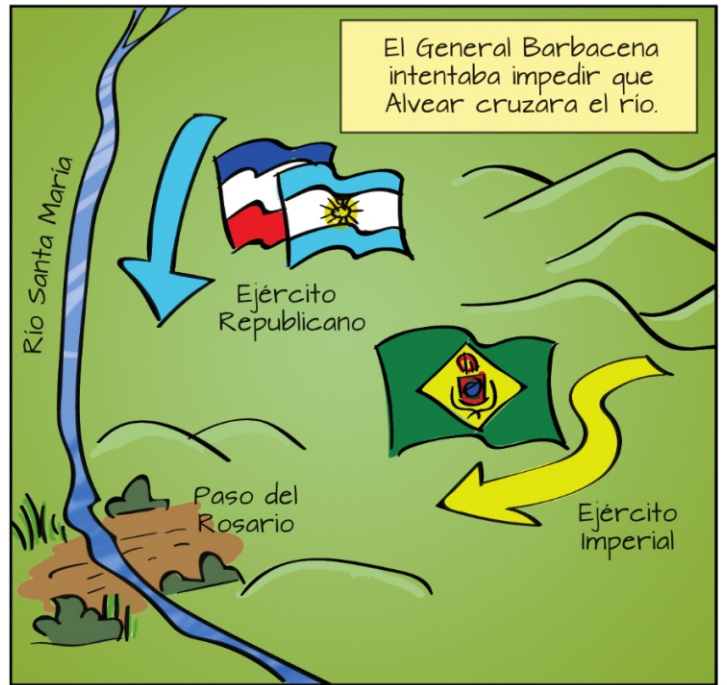 El General Barbacena
intentaba impedir que
Alvear cruzara el río.
Río Santa María
Ejército
Republicano
Paso del
Rosario
Ejército
Imperial